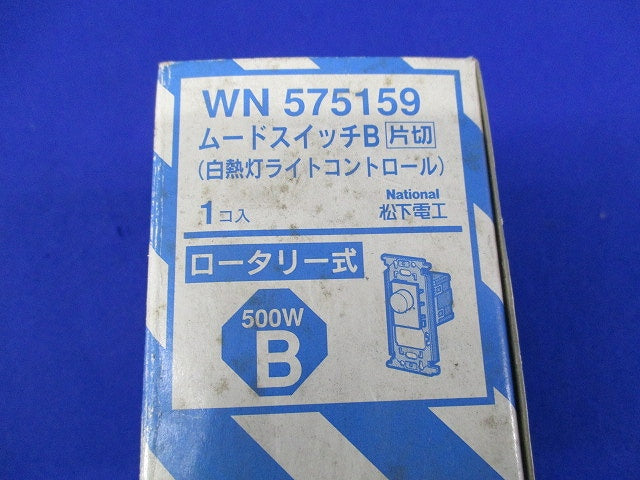 WN 575159
ムードスイッチB 片切
(白熱灯ライトコントロール)
1コ入
National
松下電工
ロータリー式
500W
B